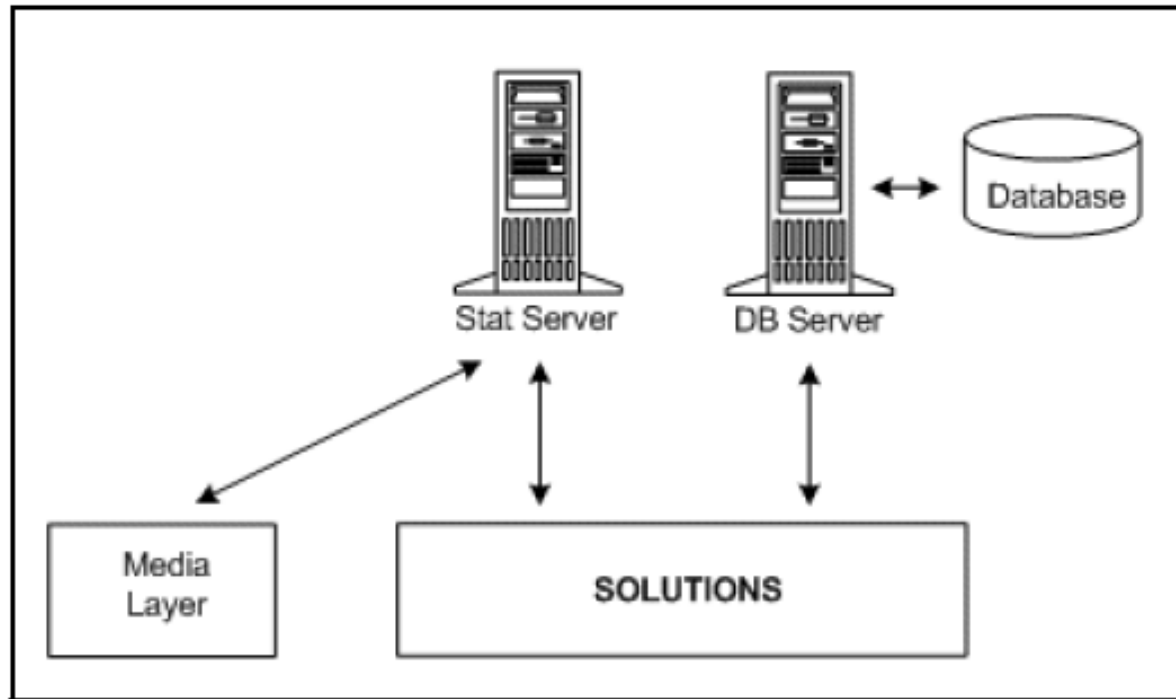 Database
Stat Server
DB Server
Media
Layer
SOLUTIONS